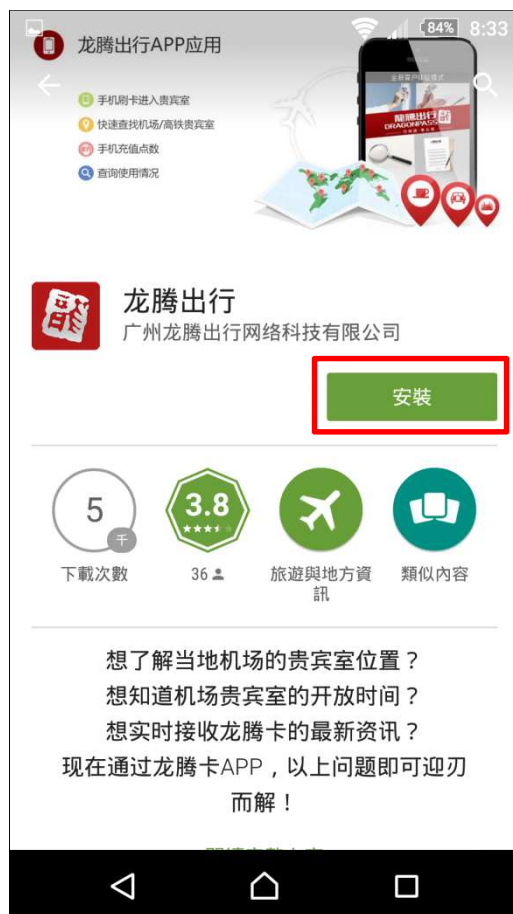 84% 8:33
龙腾出行APP应用
手机刷卡进入贵宾室
快速查找机场/高铁贵宾室
手机充值点数
查询使用情况
龍騰出行
DRAGONPASS
龙腾出行
广州龙腾出行网络科技有限公司
安裝
5
千
3.8
下載次數
36
旅遊與地方資
訊
類似內容
想了解当地机场的贵宾室位置？
想知道机场贵宾室的开放时间？
想实时接收龙腾卡的最新资讯？
现在通过龙腾卡APP，以上问题即可迎刃
而解！